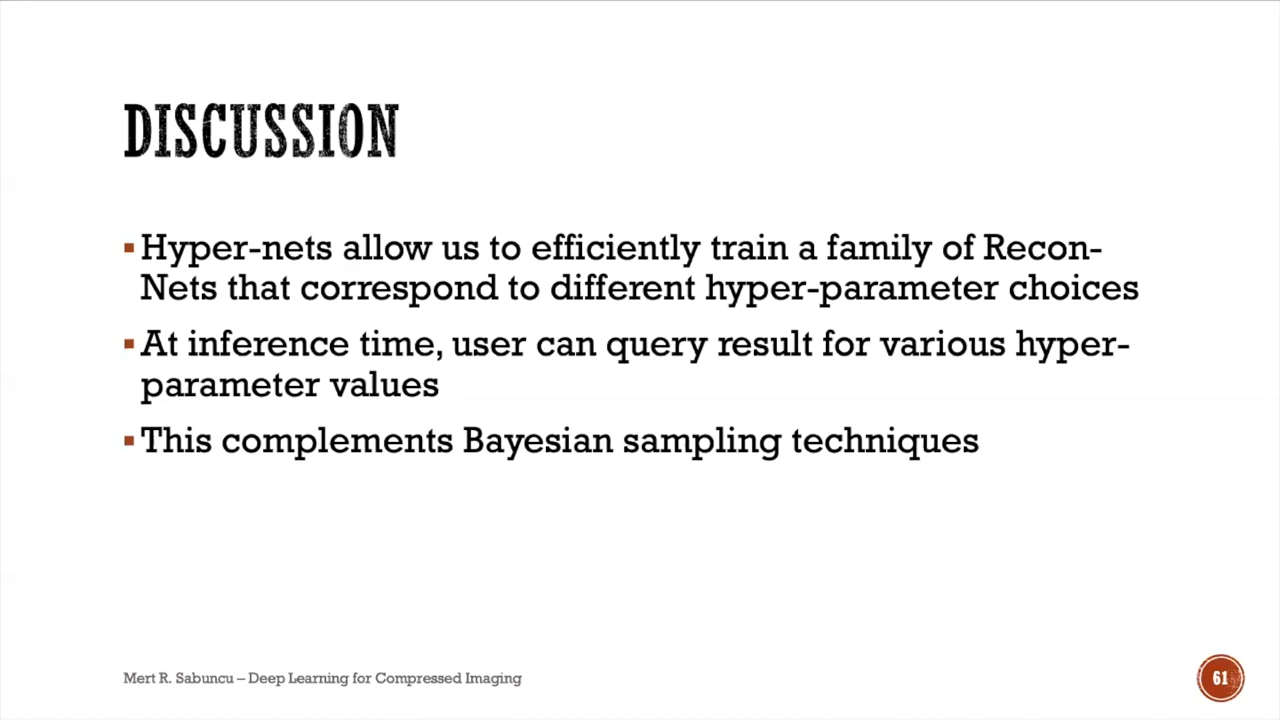 DISCUSSION
▪Hyper-nets allow us to efficiently train a family of Recon-
Nets that correspond to different hyper-parameter choices
▪At inference time, user can query result for various hyper-
parameter values
▪This complements Bayesian sampling techniques
Mert R. Sabuncu – Deep Learning for Compressed Imaging
61